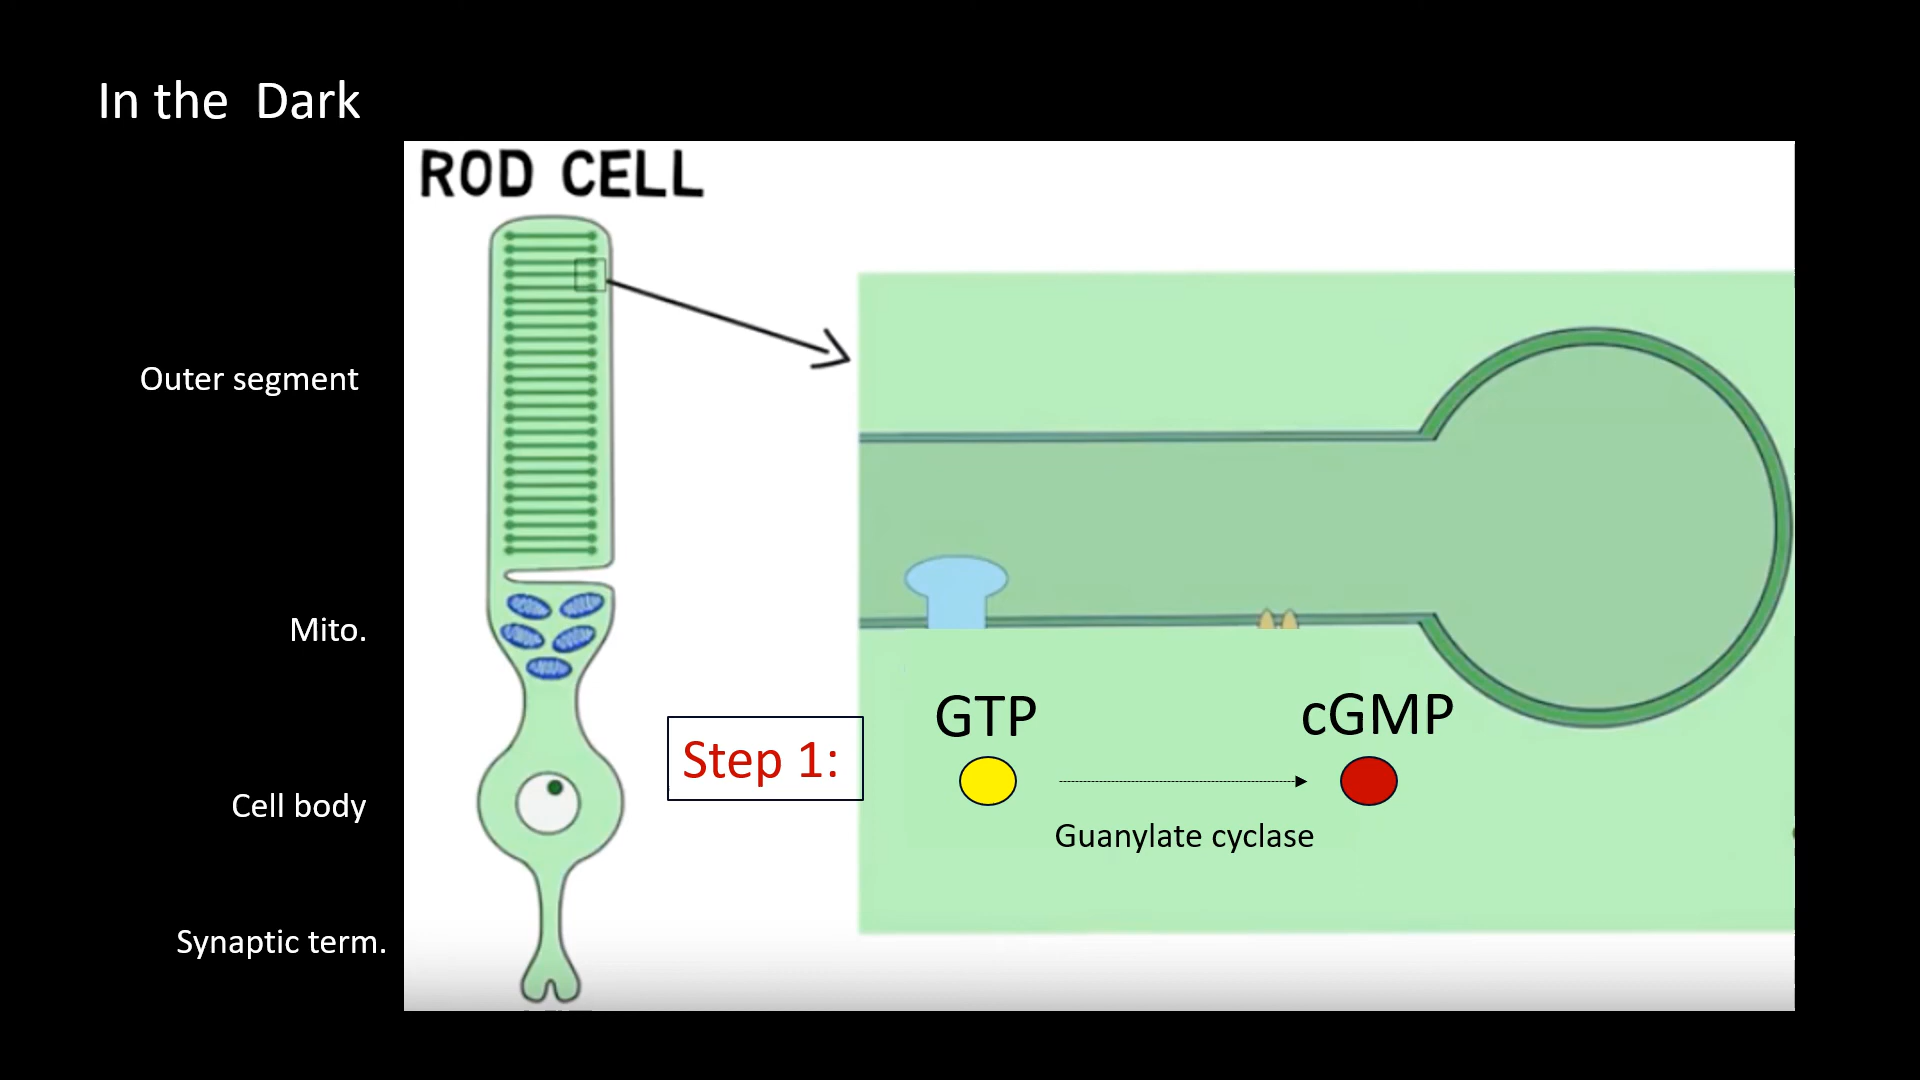 In the  Dark
ROD CELL
Outer segment
Mito.
Step 1:
GTP
cGMP
Guanylate cyclase
Cell body
Synaptic term.